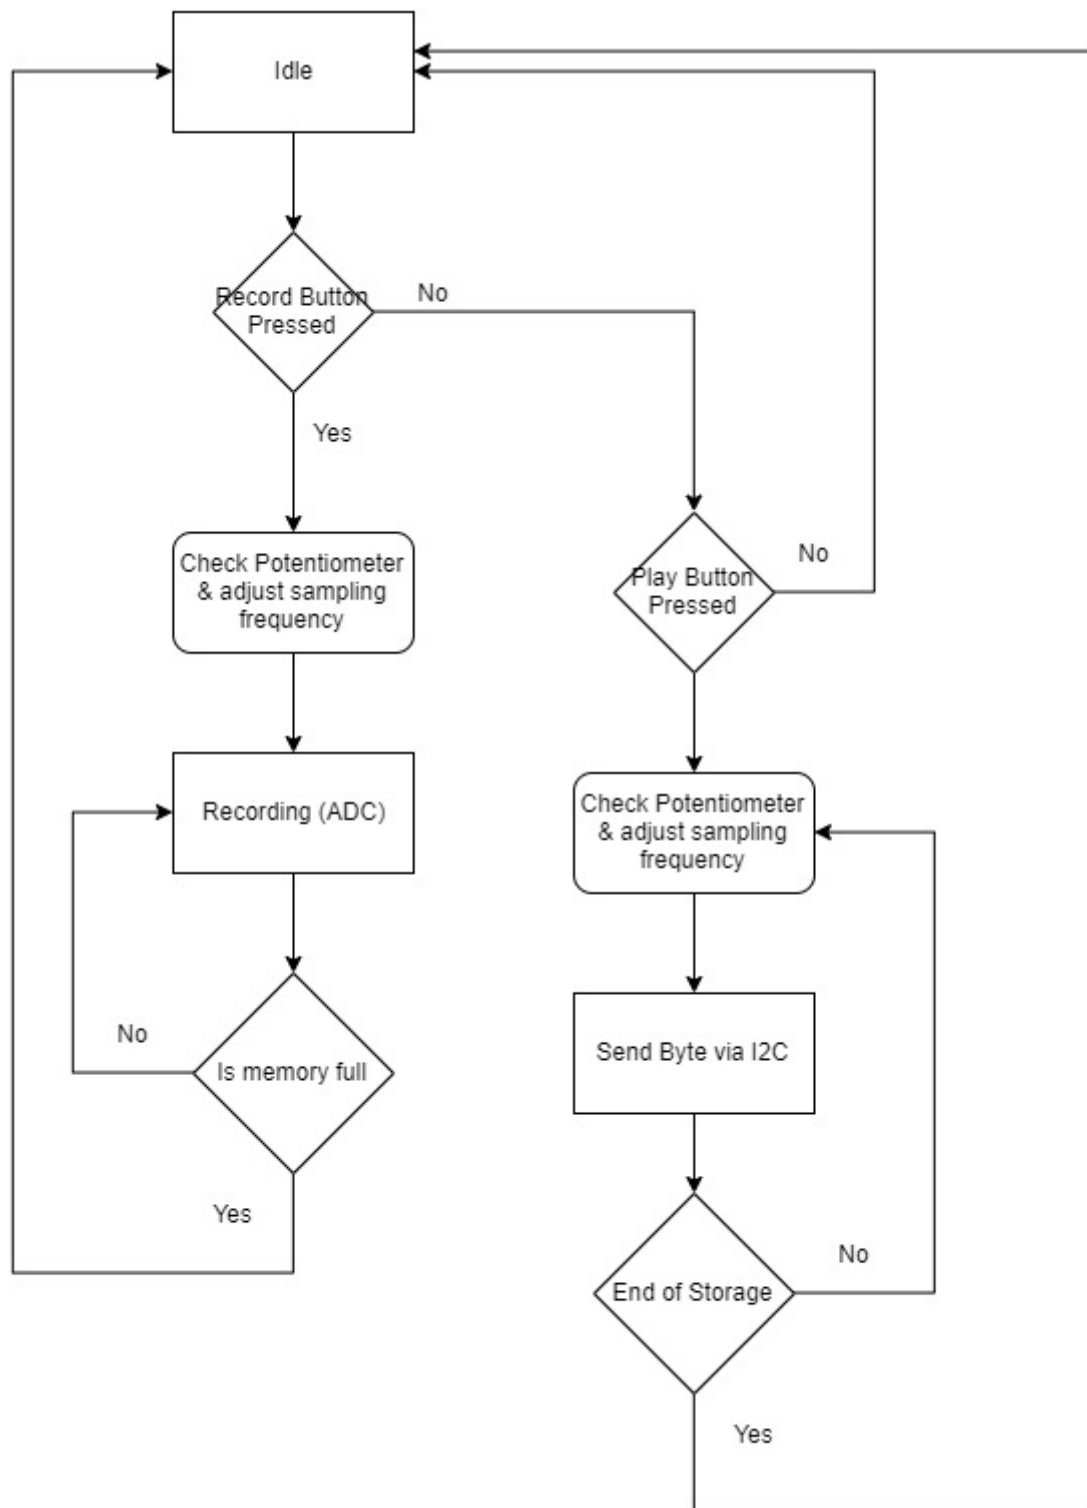 Idle
Record Button
Pressed
No
Yes
Check Potentiometer
& adjust sampling
frequency
Play Button
Pressed
No
Recording (ADC)
Check Potentiometer
& adjust sampling
frequency
No
Is memory full
Send Byte via I2C
Yes
End of Storage
No
Yes